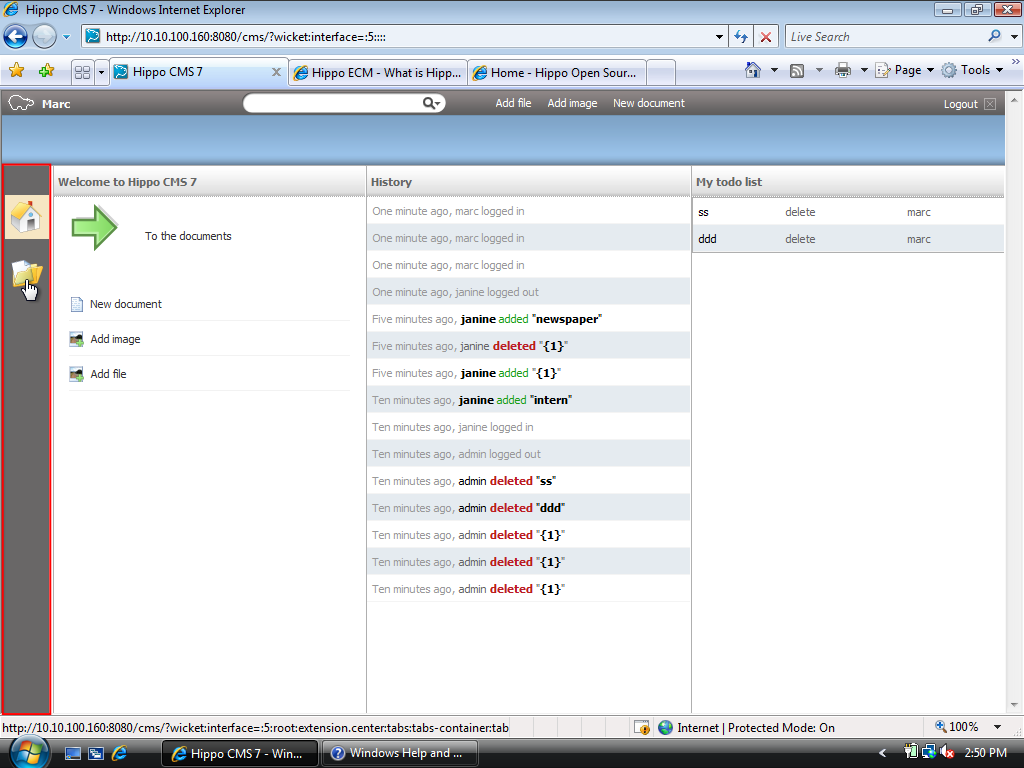 Hippo CMS 7 - Windows Internet Explorer
http://10.10.100.160:8080/cms/?wicket:interface=:5::::
Live Search
Hippo CMS 7
Hippo ECM - What is Hipp...
Home - Hippo Open Sour...
Page
Tools
Marc
Add file
Add image
New document
Logout
Welcome to Hippo CMS 7
To the documents
New document
Add image
Add file
History
One minute ago, marc logged in
One minute ago, marc logged in
One minute ago, marc logged in
One minute ago, janine logged out
Five minutes ago, janine added "newspaper"
Five minutes ago, janine deleted "{1}"
Five minutes ago, janine added "{1}"
Ten minutes ago, janine added "intern"
Ten minutes ago, janine logged in
Ten minutes ago, admin logged out
Ten minutes ago, admin deleted "ss"
Ten minutes ago, admin deleted "ddd"
Ten minutes ago, admin deleted "{1}"
Ten minutes ago, admin deleted "{1}"
Ten minutes ago, admin deleted "{1}"
My todo list
ss delete marc
ddd delete marc
http://10.10.100.160:8080/cms/?wicket:interface=:5:root:extension.center:tabs:tabs-container:tab
Internet | Protected Mode: On
100%
Hippo CMS 7 - Win...
Windows Help and ...
2:50 PM